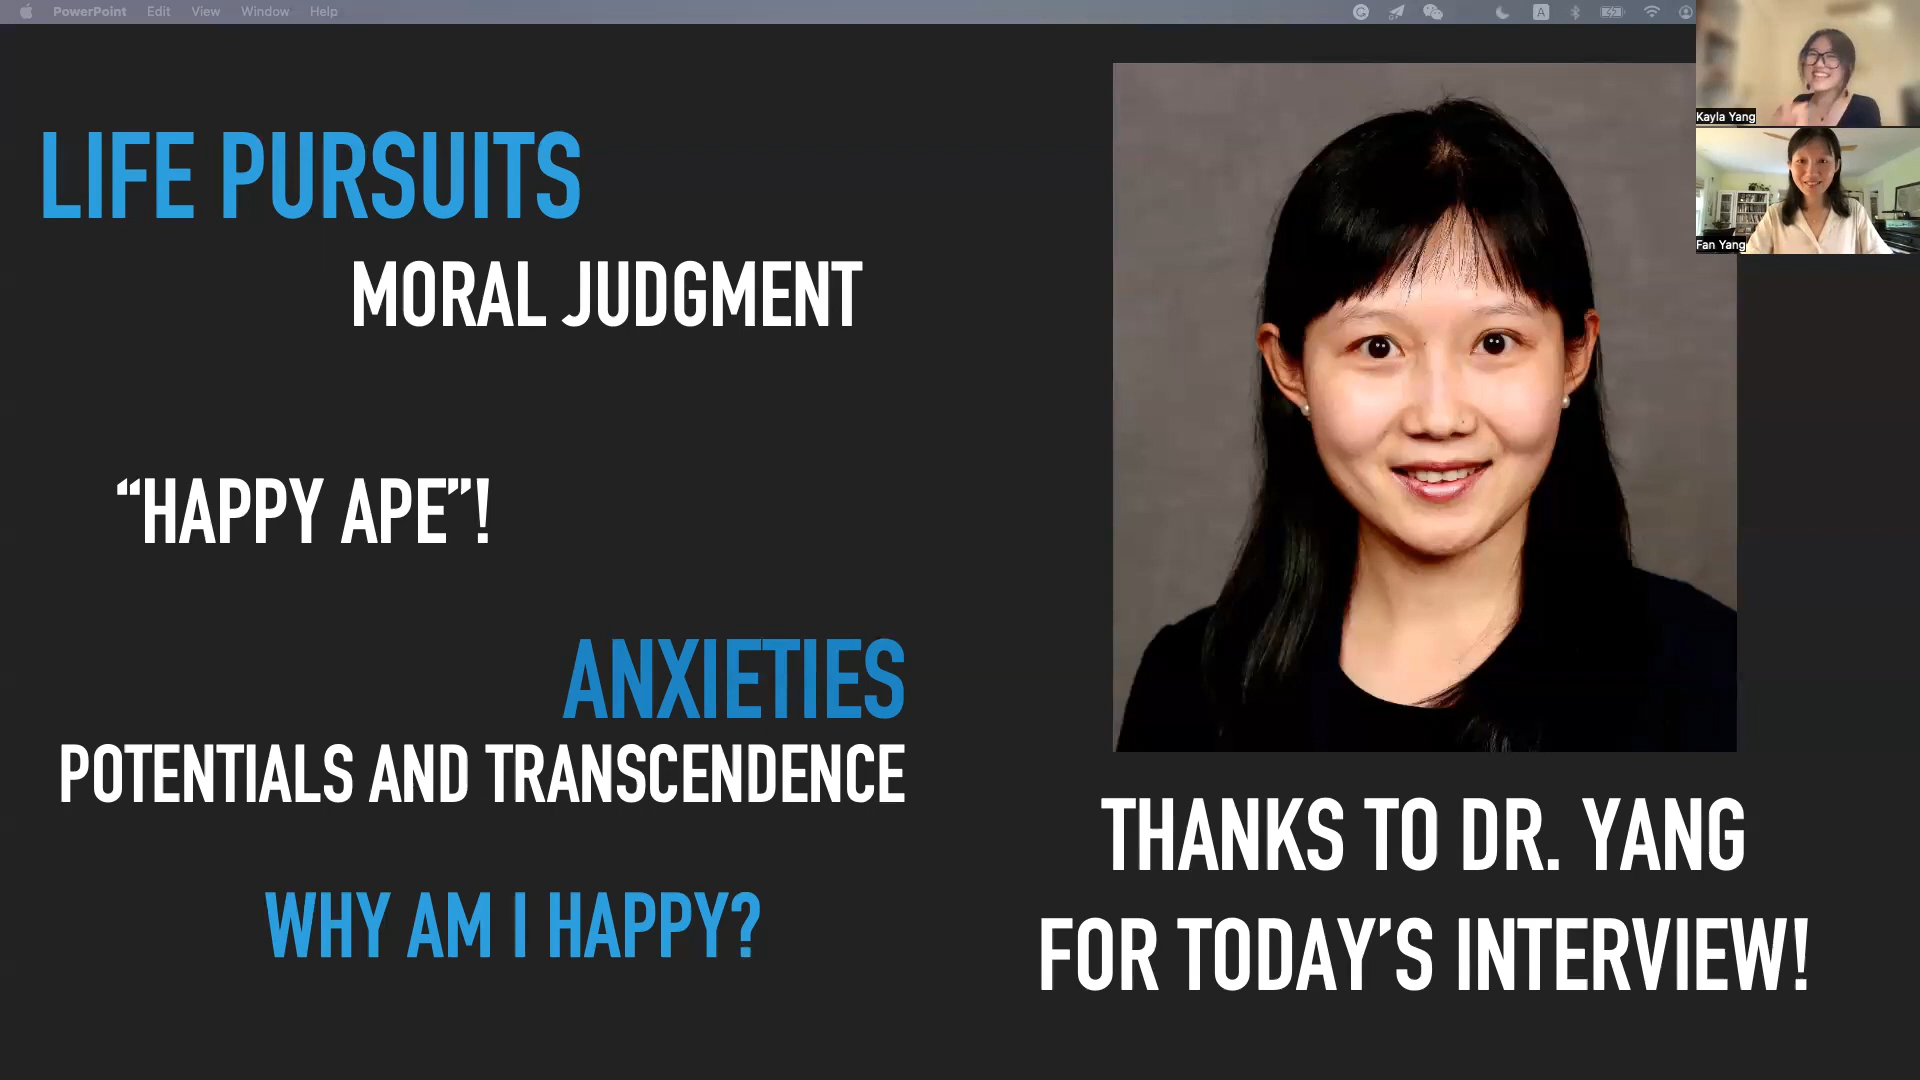 PowerPoint Edit View Window Help
A
Kayla Yang
Fan Yang
LIFE PURSUITS
MORAL JUDGMENT
“HAPPY APE”!
ANXIETIES
POTENTIALS AND TRANSCENDENCE
WHY AM I HAPPY?
THANKS TO DR. YANG
FOR TODAY’S INTERVIEW!